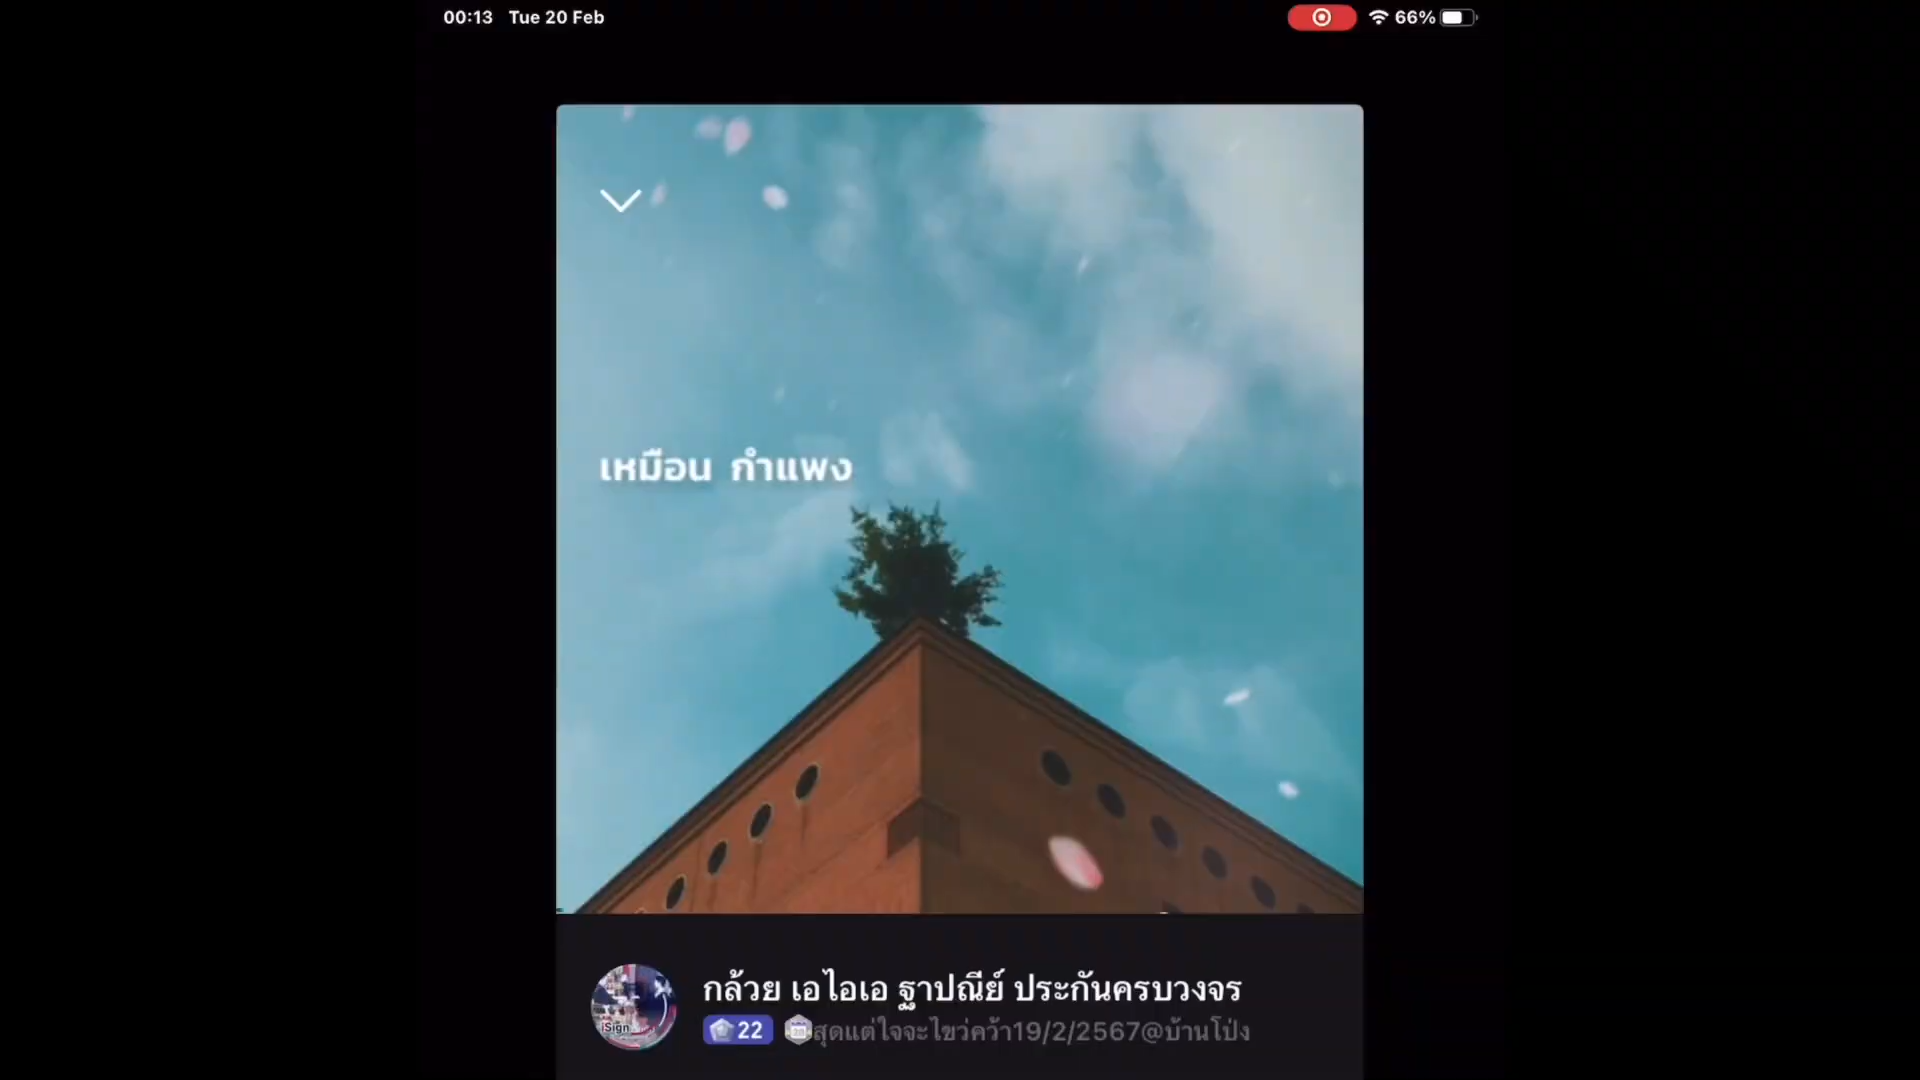 00:13 Tue 20 Feb 66%
เหมือน กำแพง
กล้วย เอไอเอ ฐาปณีย์ ประกันครบวงจร
22 สุดแต่ใจจะไขว่คว้า19/2/2567@บ้านโป่ง
iSign